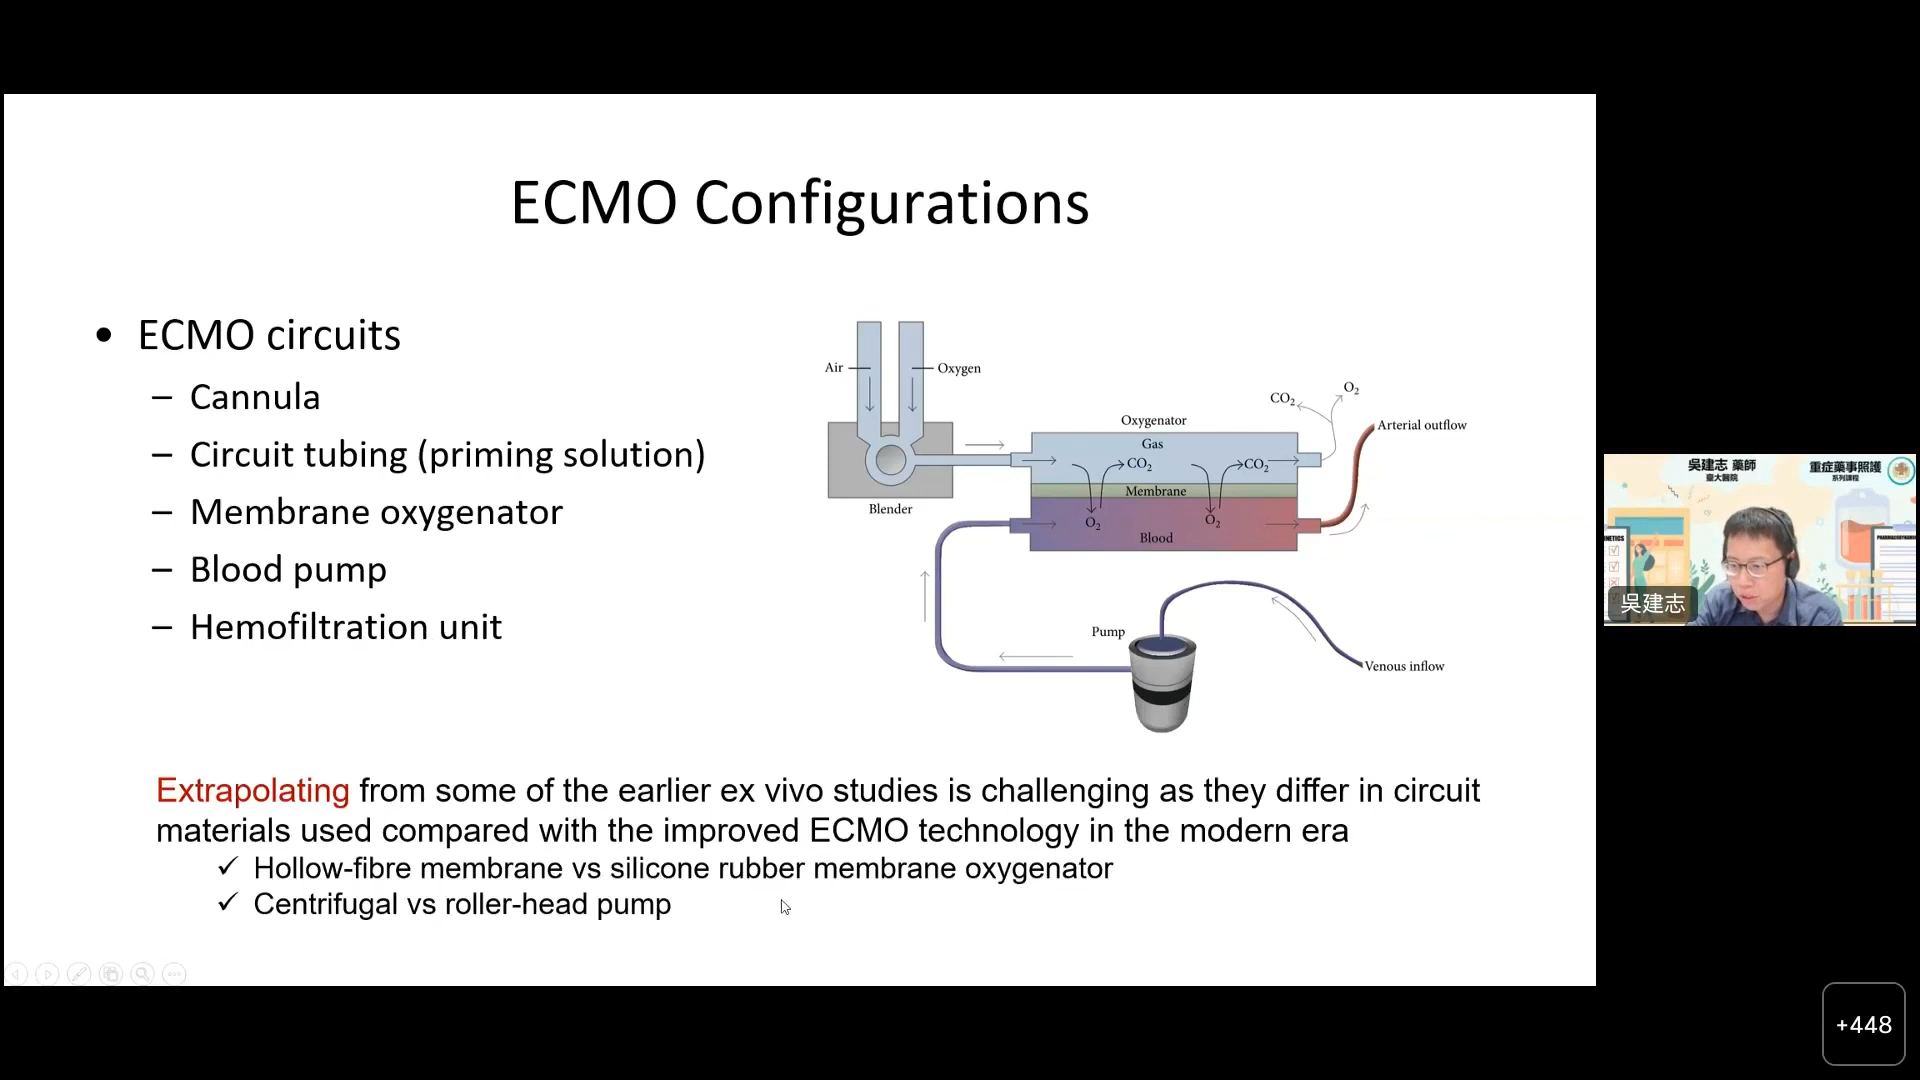 ECMO Configurations
• ECMO circuits
– Cannula
– Circuit tubing (priming solution)
– Membrane oxygenator
– Blood pump
– Hemofiltration unit
Air
Oxygen
Blender
Oxygenator
Gas
CO₂
CO₂
Membrane
O₂
O₂
Blood
CO₂
O₂
Arterial outflow
Pump
Venous inflow
Extrapolating from some of the earlier ex vivo studies is challenging as they differ in circuit
materials used compared with the improved ECMO technology in the modern era
✓ Hollow-fibre membrane vs silicone rubber membrane oxygenator
✓ Centrifugal vs roller-head pump
吳建志 藥師
臺大醫院
重症藥事照護
系列課程
吳建志
+448